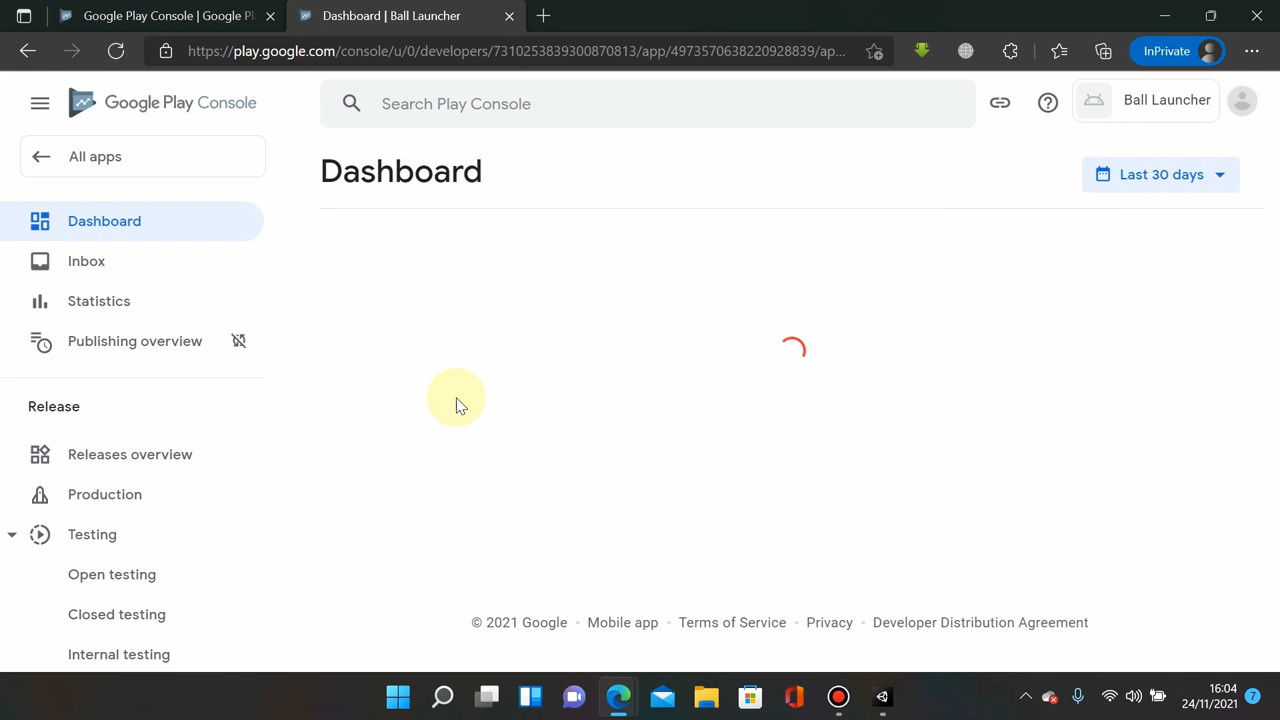 Google Play Console | Google Pl
Dashboard | Ball Launcher
https://play.google.com/console/u/0/developers/7310253839300870813/app/4973570638220928839/ap...
InPrivate
Google Play Console
Search Play Console
Ball Launcher
All apps
Dashboard
Last 30 days
Dashboard
Inbox
Statistics
Publishing overview
Release
Releases overview
Production
Testing
Open testing
Closed testing
Internal testing
© 2021 Google • Mobile app • Terms of Service • Privacy • Developer Distribution Agreement
16:04
24/11/2021
7